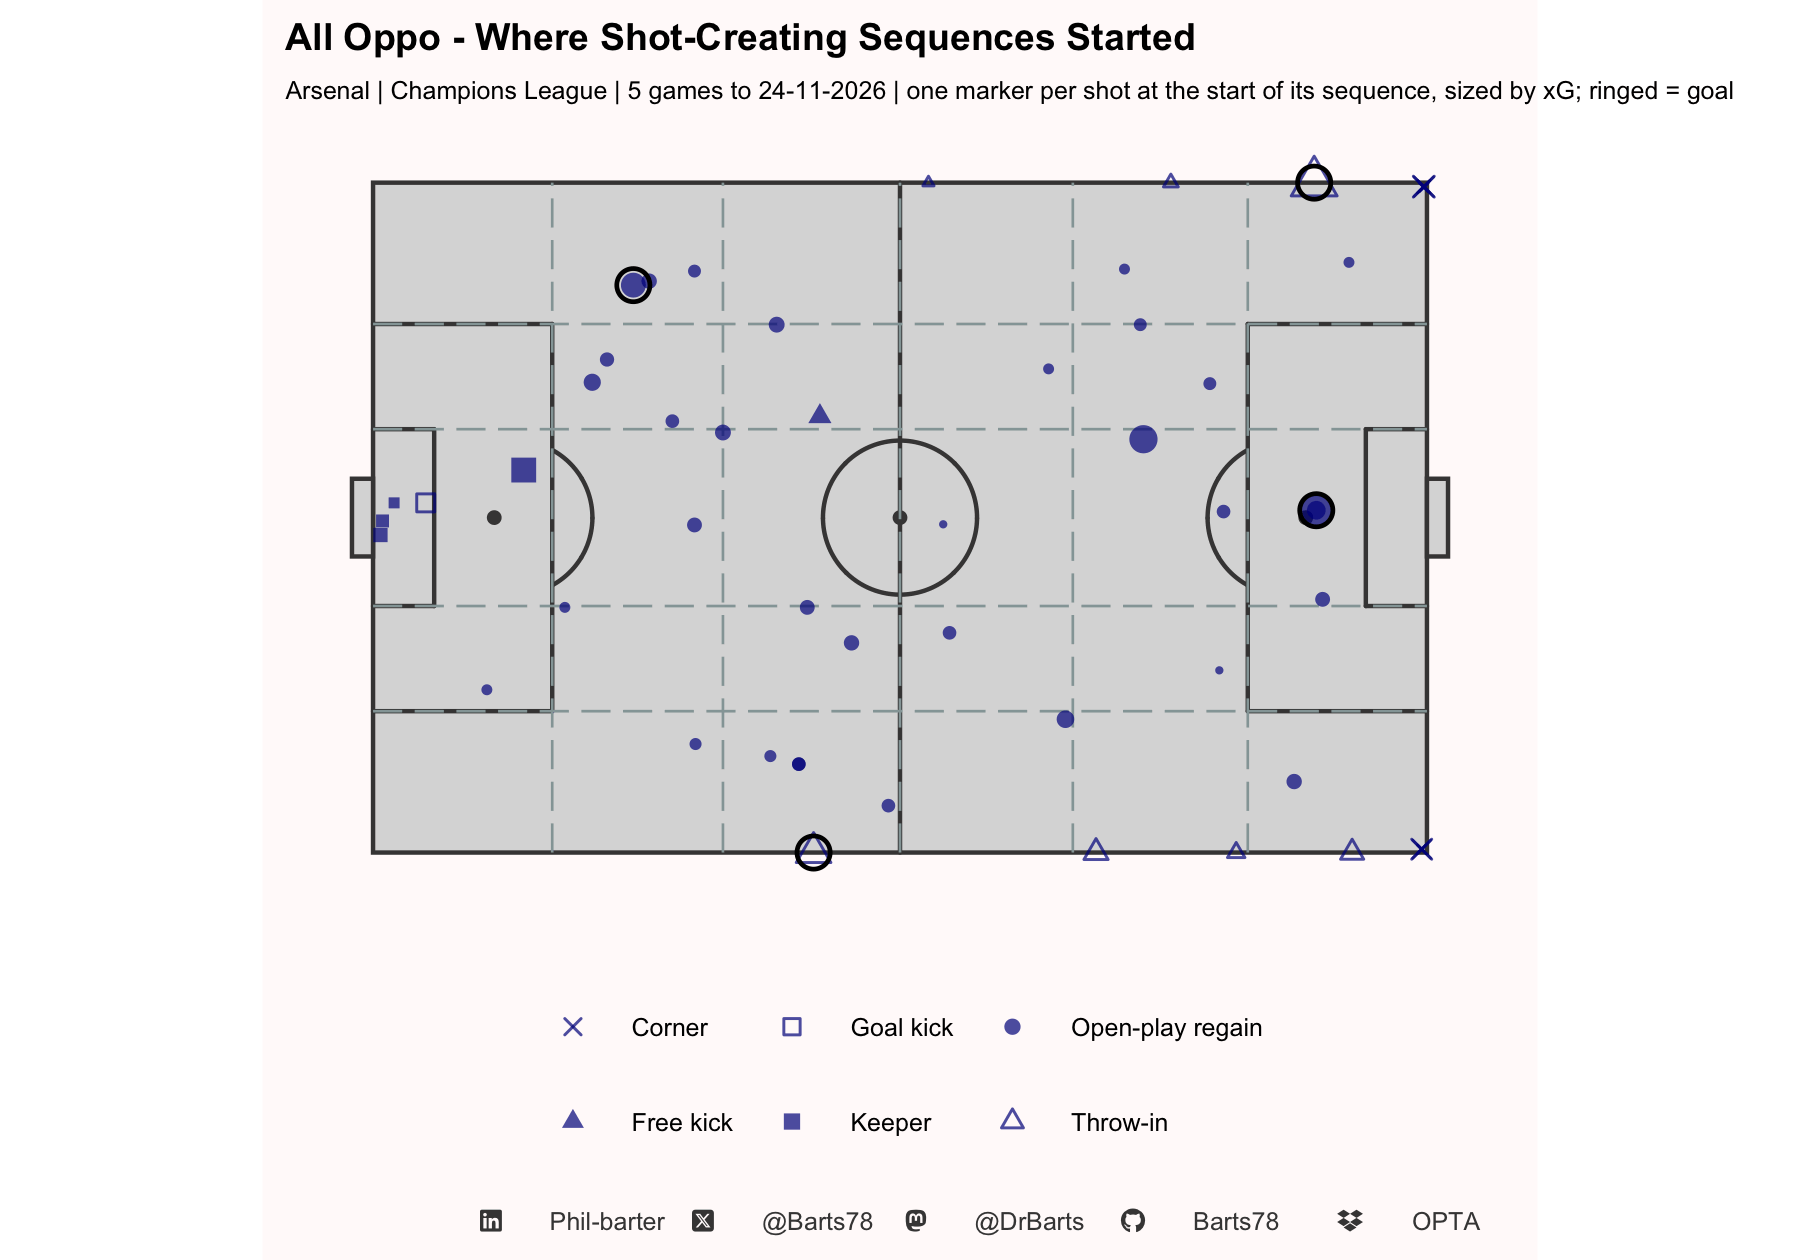 All Oppo - Where Shot-Creating Sequences Started
Arsenal | Champions League | 5 games to 24-11-2026 | one marker per shot at the start of its sequence, sized by xG; ringed = goal
Corner Goal kick Open-play regain
Free kick Keeper Throw-in
Phil-barter @Barts78 @DrBarts Barts78 OPTA